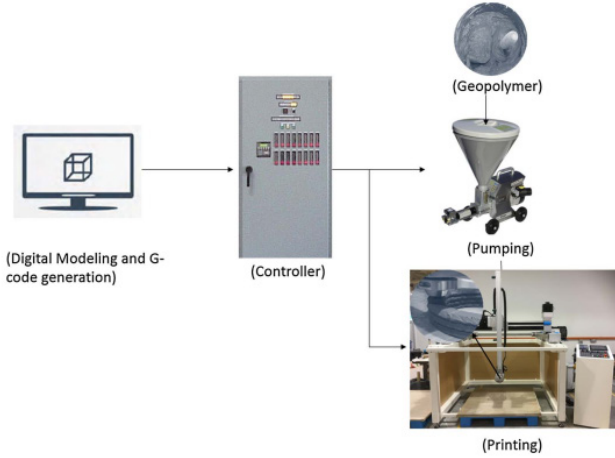 (Geopolymer)
(Pumping)
(Digital Modeling and G-
code generation)
(Controller)
(Printing)